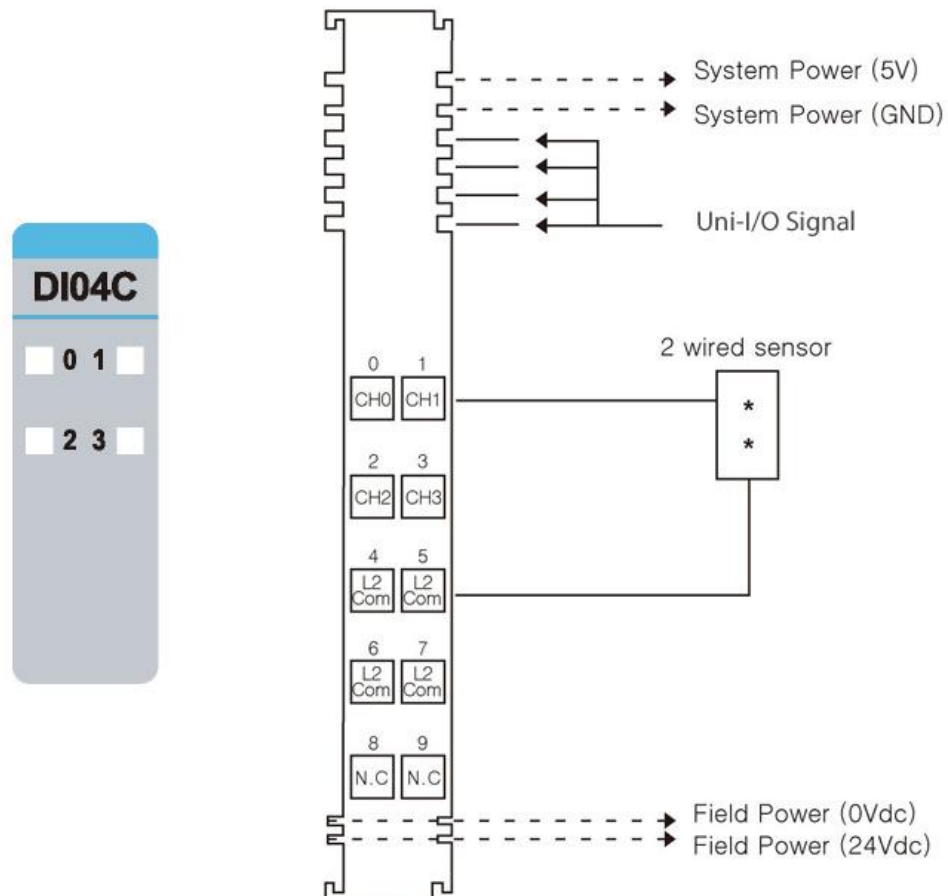 DI04C
0 1
2 3
System Power (5V)
System Power (GND)
Uni-I/O Signal
2 wired sensor
*
*
0 1
CH0 CH1
2 3
CH2 CH3
4 5
L2 L2
Com Com
6 7
L2 L2
Com Com
8 9
N.C N.C
Field Power (0Vdc)
Field Power (24Vdc)